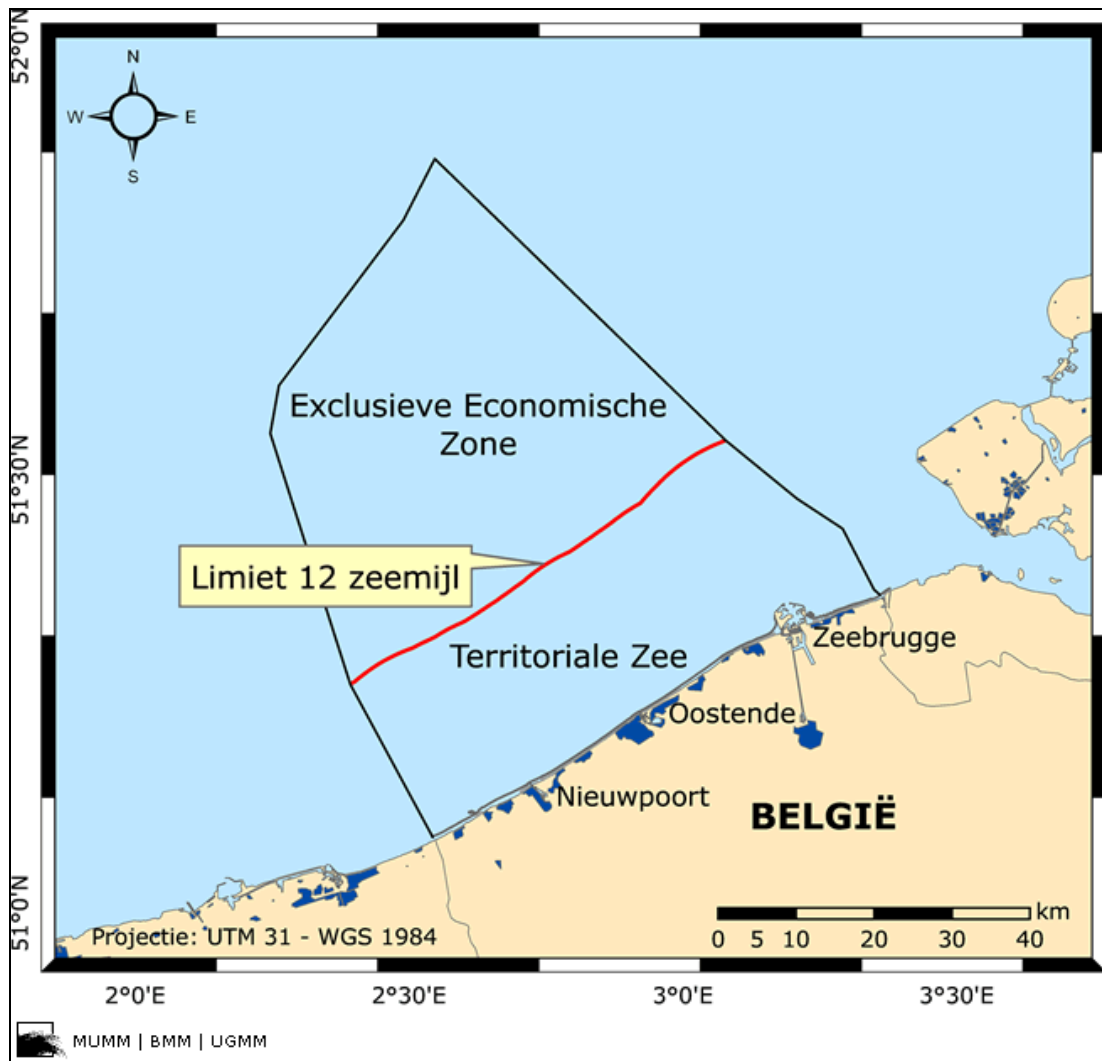 52°0'N
N
W E
S
Exclusieve Economische
Zone
51°30'N
Limiet 12 zeemijl
Territoriale Zee
Zeebrugge
Oostende
Nieuwpoort
BELGIË
51°0'N
Projectie: UTM 31 - WGS 1984
km
0 5 10 20 30 40
2°0'E 2°30'E 3°0'E 3°30'E
MUMM | BMM | UGMM